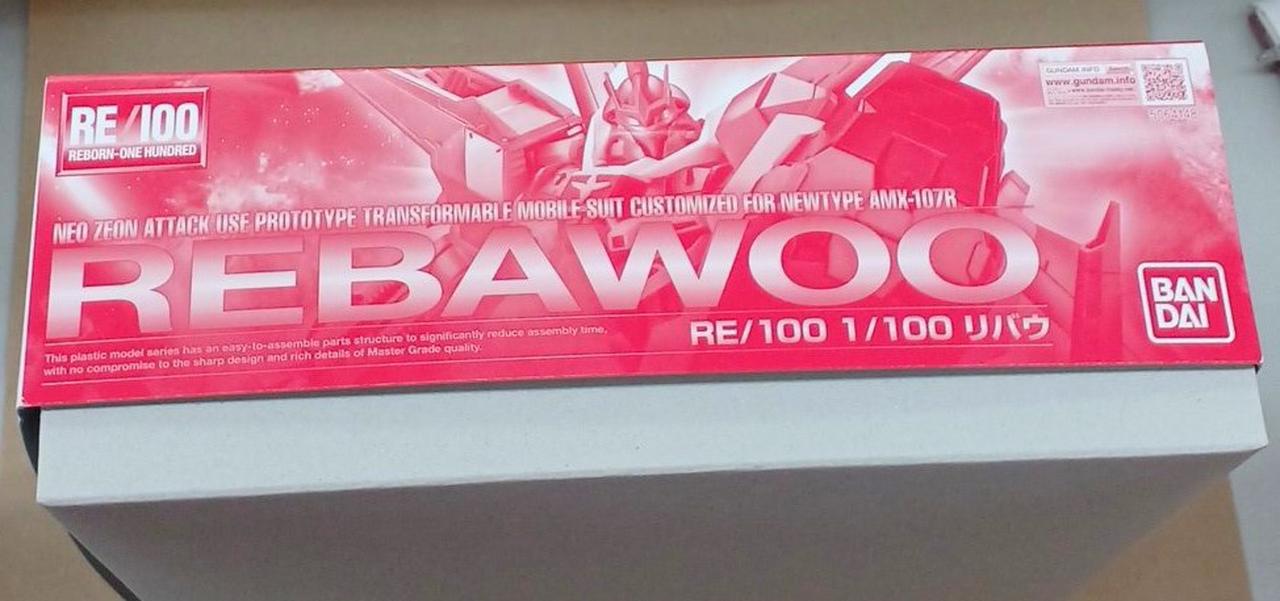 RE/100
REBORN-ONE HUNDRED
GUNDAM.INFO
www.gundam.info
NEO ZEON ATTACK USE PROTOTYPE TRANSFORMABLE MOBILE SUIT CUSTOMIZED FOR NEWTYPE AMX-107R
REBAWOO
RE/100 1/100 リバウ
This plastic model series has an easy-to-assemble parts structure to significantly reduce assembly time,
with no compromise to the sharp design and rich details of Master Grade quality.
BAN
DAI